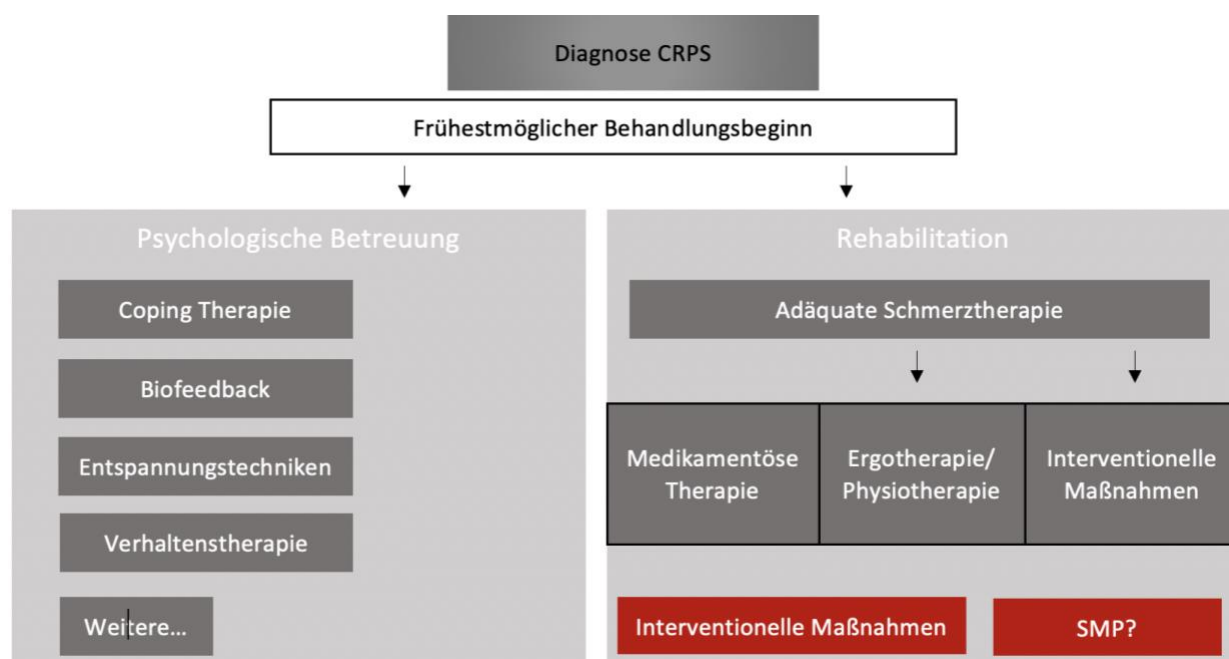 Diagnose CRPS
Frühestmöglicher Behandlungsbeginn
Psychologische Betreuung
Coping Therapie
Biofeedback
Entspannungstechniken
Verhaltenstherapie
Weitere…
Rehabilitation
Adäquate Schmerztherapie
Medikamentöse
Therapie
Ergotherapie/
Physiotherapie
Interventionelle
Maßnahmen
Interventionelle Maßnahmen
SMP?